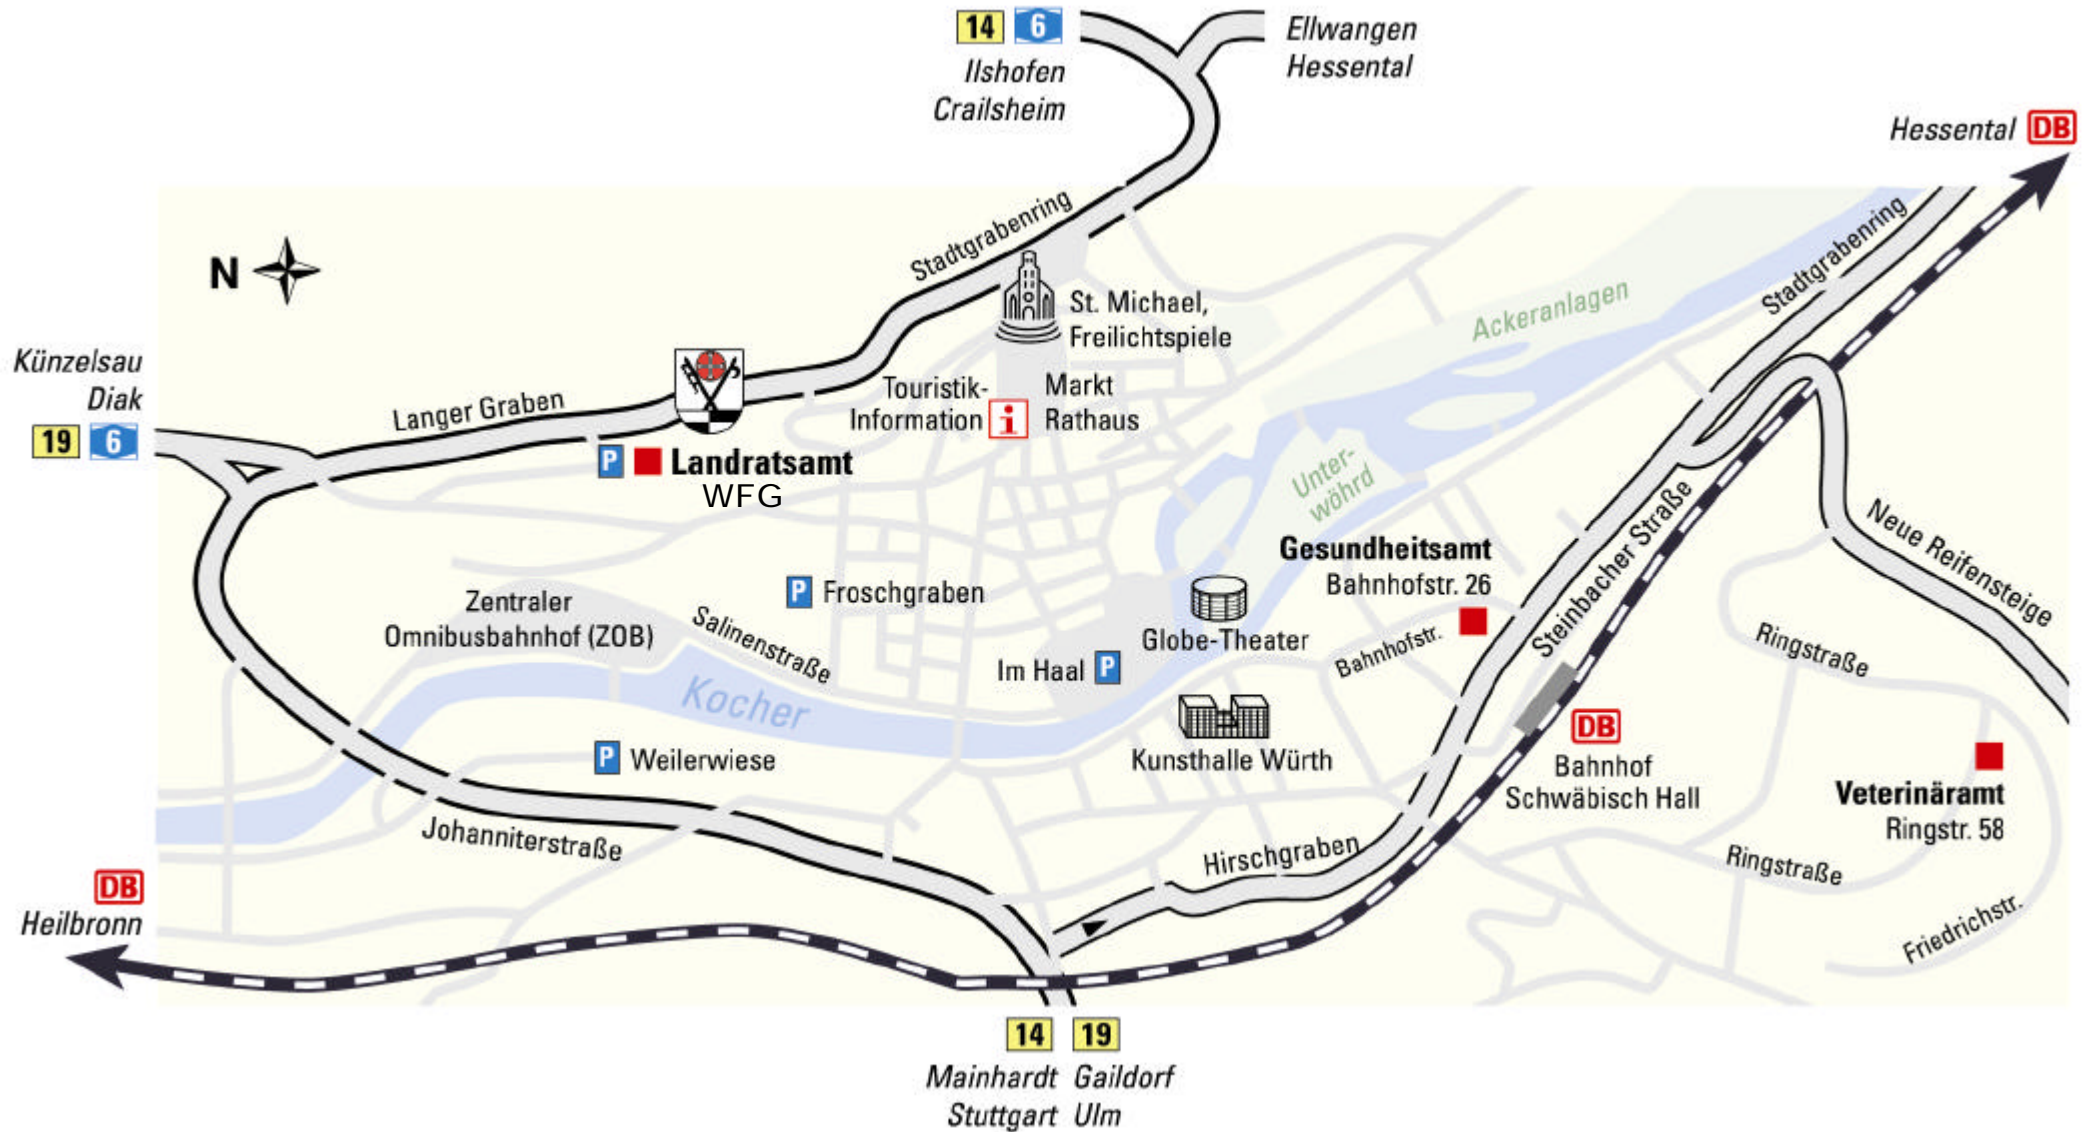 14 6
Ilshofen
Crailsheim
Ellwangen
Hessental
Hessental DB
Stadtgrabenring
Stadtgrabenring
N
St. Michael,
Freilichtspiele
Ackeranlagen
Künzelsau
Diak
19 6
Langer Graben
Touristik-
Information i
Markt
Rathaus
P Landratsamt
WFG
Unter-
wöhrd
Gesundheitsamt
Bahnhofstr. 26
Steinbacher Straße
Neue Reifensteige
Zentraler
Omnibusbahnhof (ZOB)
Salinenstraße
P Froschgraben
Globe-Theater
Bahnhofstr.
Ringstraße
Im Haal P
Kocher
P Weilerwiese
Kunsthalle Würth
DB
Bahnhof
Schwäbisch Hall
Veterinäramt
Ringstr. 58
Johanniterstraße
Hirschgraben
Ringstraße
Friedrichstr.
DB
Heilbronn
14 19
Mainhardt Gaildorf
Stuttgart Ulm